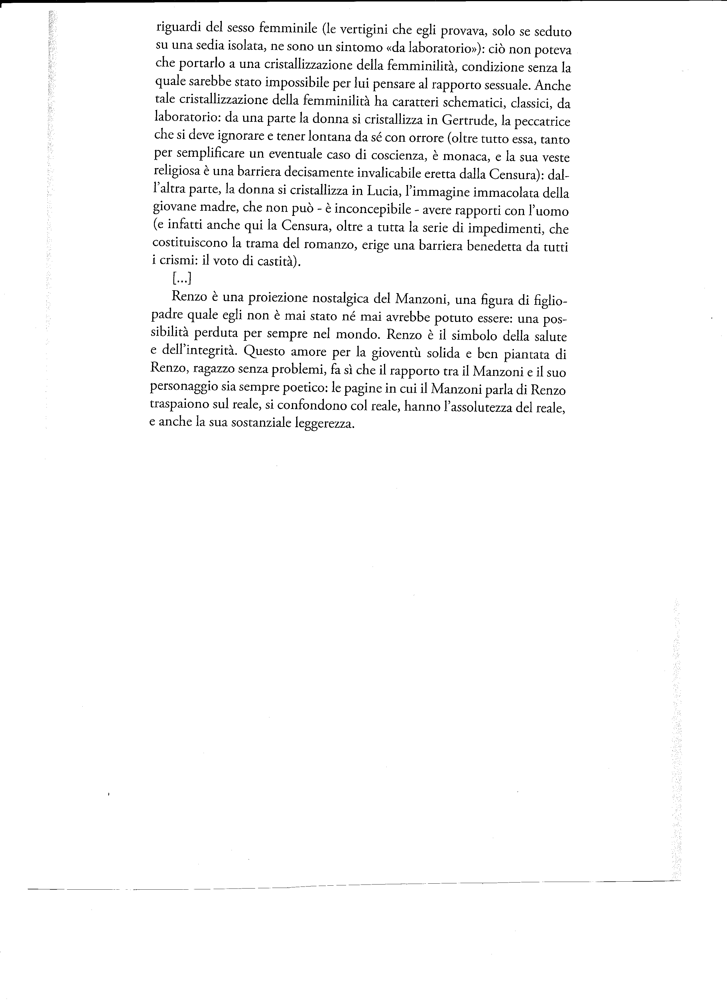 riguardi del sesso femminile (le vertigini che egli provava, solo se seduto
su una sedia isolata, ne sono un sintomo «da laboratorio»): ciò non poteva
che portarlo a una cristallizzazione della femminilità, condizione senza la
quale sarebbe stato impossibile per lui pensare al rapporto sessuale. Anche
tale cristallizzazione della femminilità ha caratteri schematici, classici, da
laboratorio: da una parte la donna si cristallizza in Gertrude, la peccatrice
che si deve ignorare e tener lontana da sé con orrore (oltre tutto essa, tanto
per semplificare un eventuale caso di coscienza, è monaca, e la sua veste
religiosa è una barriera decisamente invalicabile eretta dalla Censura): dal-
l'altra parte, la donna si cristallizza in Lucia, l'immagine immacolata della
giovane madre, che non può - è inconcepibile - avere rapporti con l'uomo
(e infatti anche qui la Censura, oltre a tutta la serie di impedimenti, che
costituiscono la trama del romanzo, erige una barriera benedetta da tutti
i crismi: il voto di castità).
[...]
Renzo è una proiezione nostalgica del Manzoni, una figura di figlio-
padre quale egli non è mai stato né mai avrebbe potuto essere: una pos-
sibilità perduta per sempre nel mondo. Renzo è il simbolo della salute
e dell'integrità. Questo amore per la gioventù solida e ben piantata di
Renzo, ragazzo senza problemi, fa sì che il rapporto tra il Manzoni e il suo
personaggio sia sempre poetico: le pagine in cui il Manzoni parla di Renzo
traspaiono sul reale, si confondono col reale, hanno l'assolutezza del reale,
e anche la sua sostanziale leggerezza.